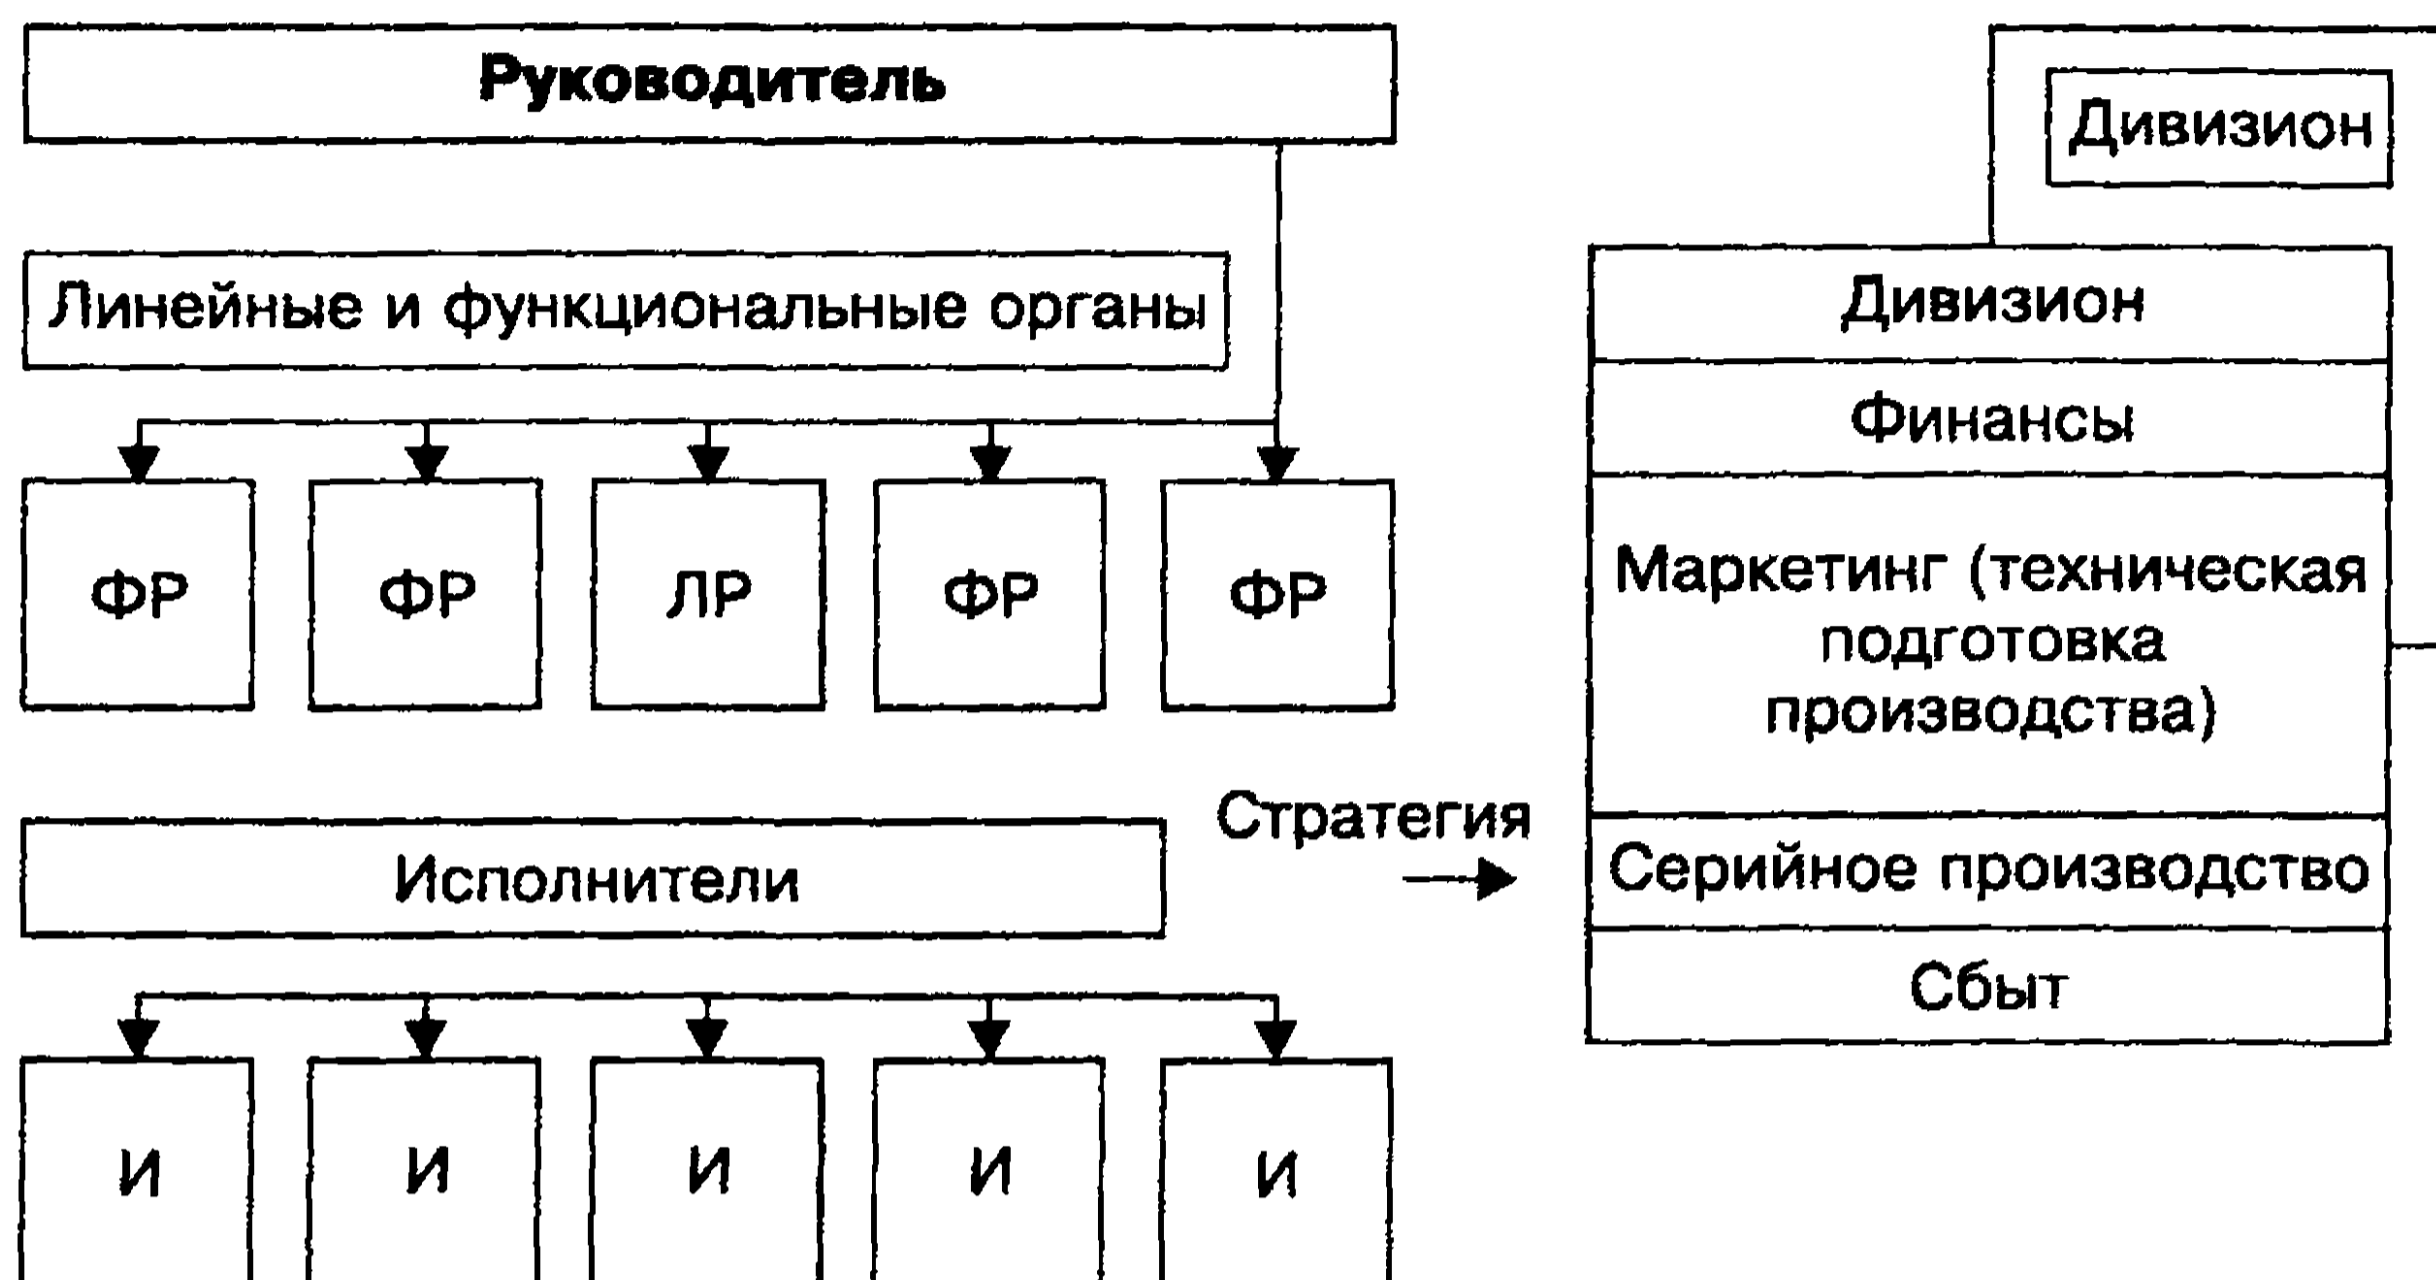 Руководитель
Линейные и функциональные органы
ФР ФР ЛР ФР ФР
Исполнители
И И И И И
Стратегия
Дивизион
Дивизион
Финансы
Маркетинг (техническая
подготовка
производства)
Серийное производство
Сбыт